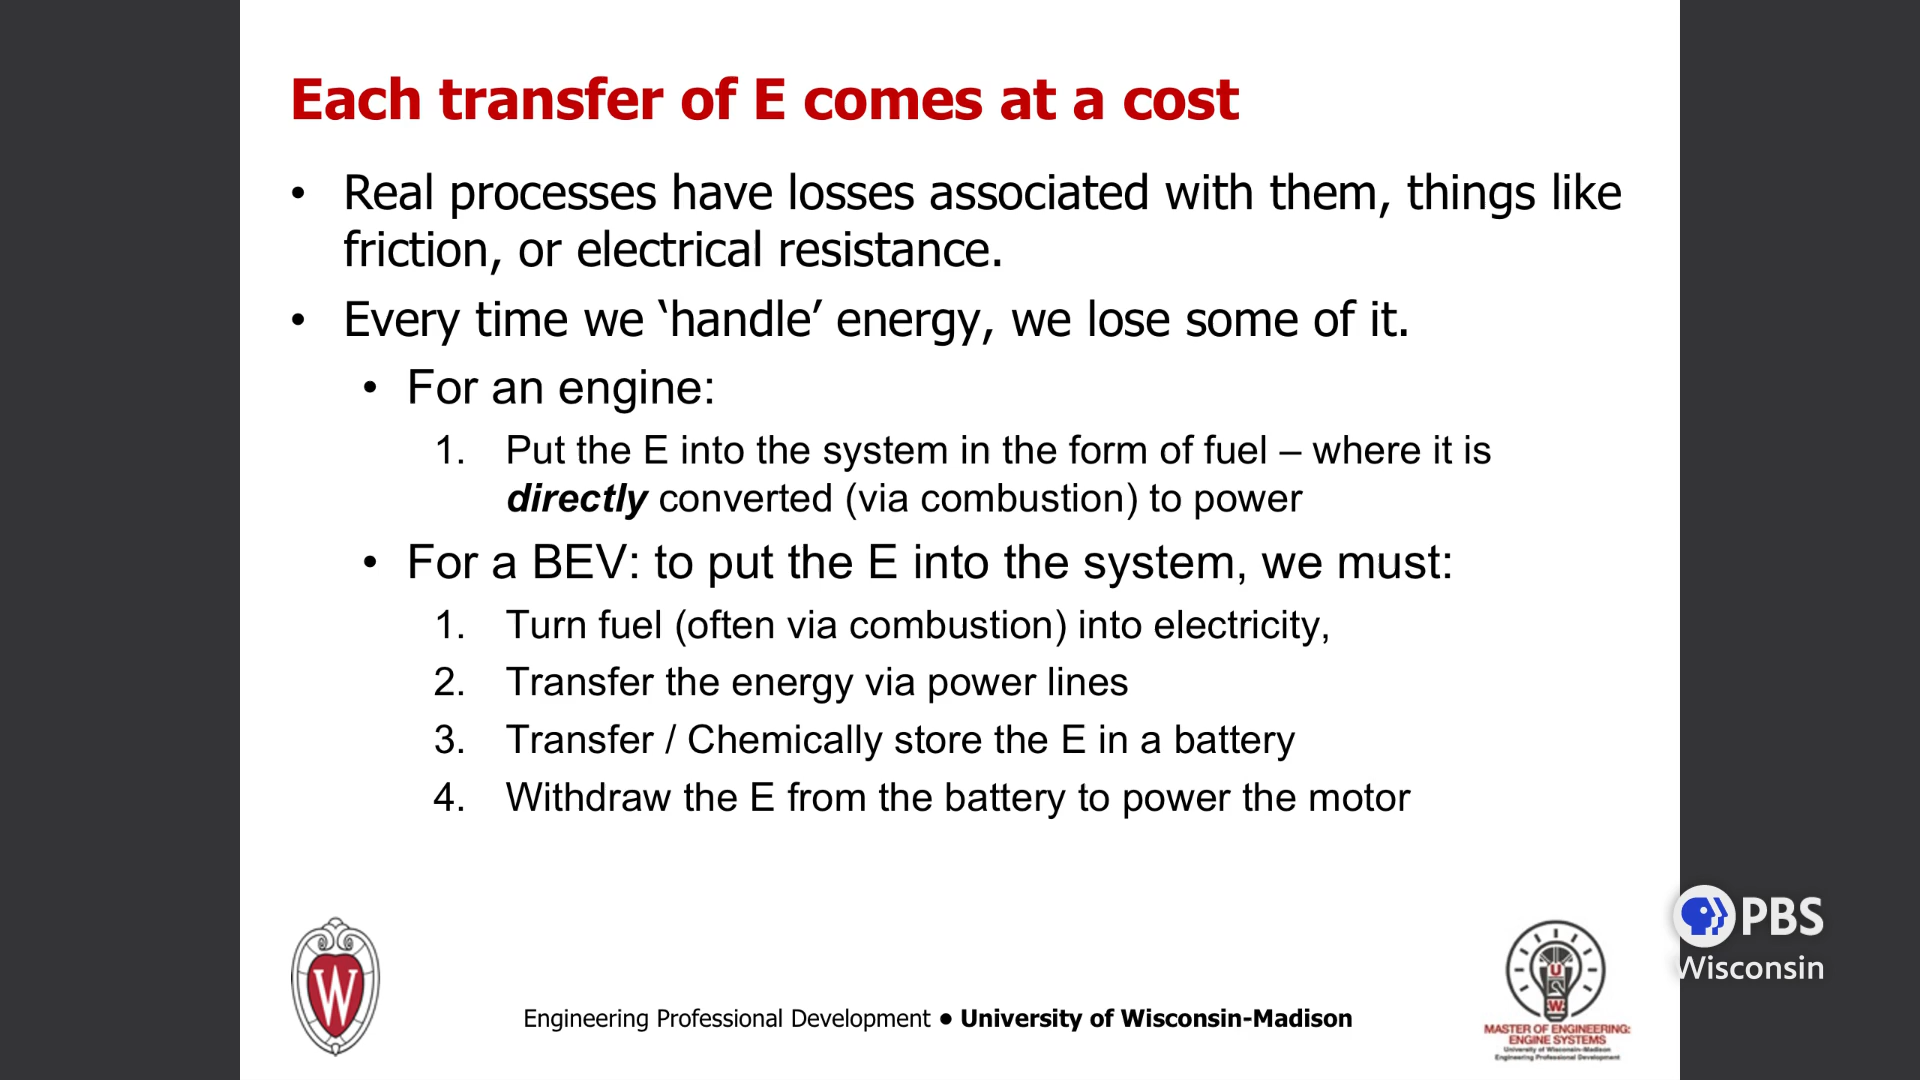 Each transfer of E comes at a cost
• Real processes have losses associated with them, things like
friction, or electrical resistance.
• Every time we ‘handle’ energy, we lose some of it.
• For an engine:
1. Put the E into the system in the form of fuel – where it is
directly converted (via combustion) to power
• For a BEV: to put the E into the system, we must:
1. Turn fuel (often via combustion) into electricity,
2. Transfer the energy via power lines
3. Transfer / Chemically store the E in a battery
4. Withdraw the E from the battery to power the motor
PBS
Wisconsin
W
U
W
MASTER OF ENGINEERING:
ENGINE SYSTEMS
University of Wisconsin-Madison
Engineering Professional Development
Engineering Professional Development • University of Wisconsin-Madison